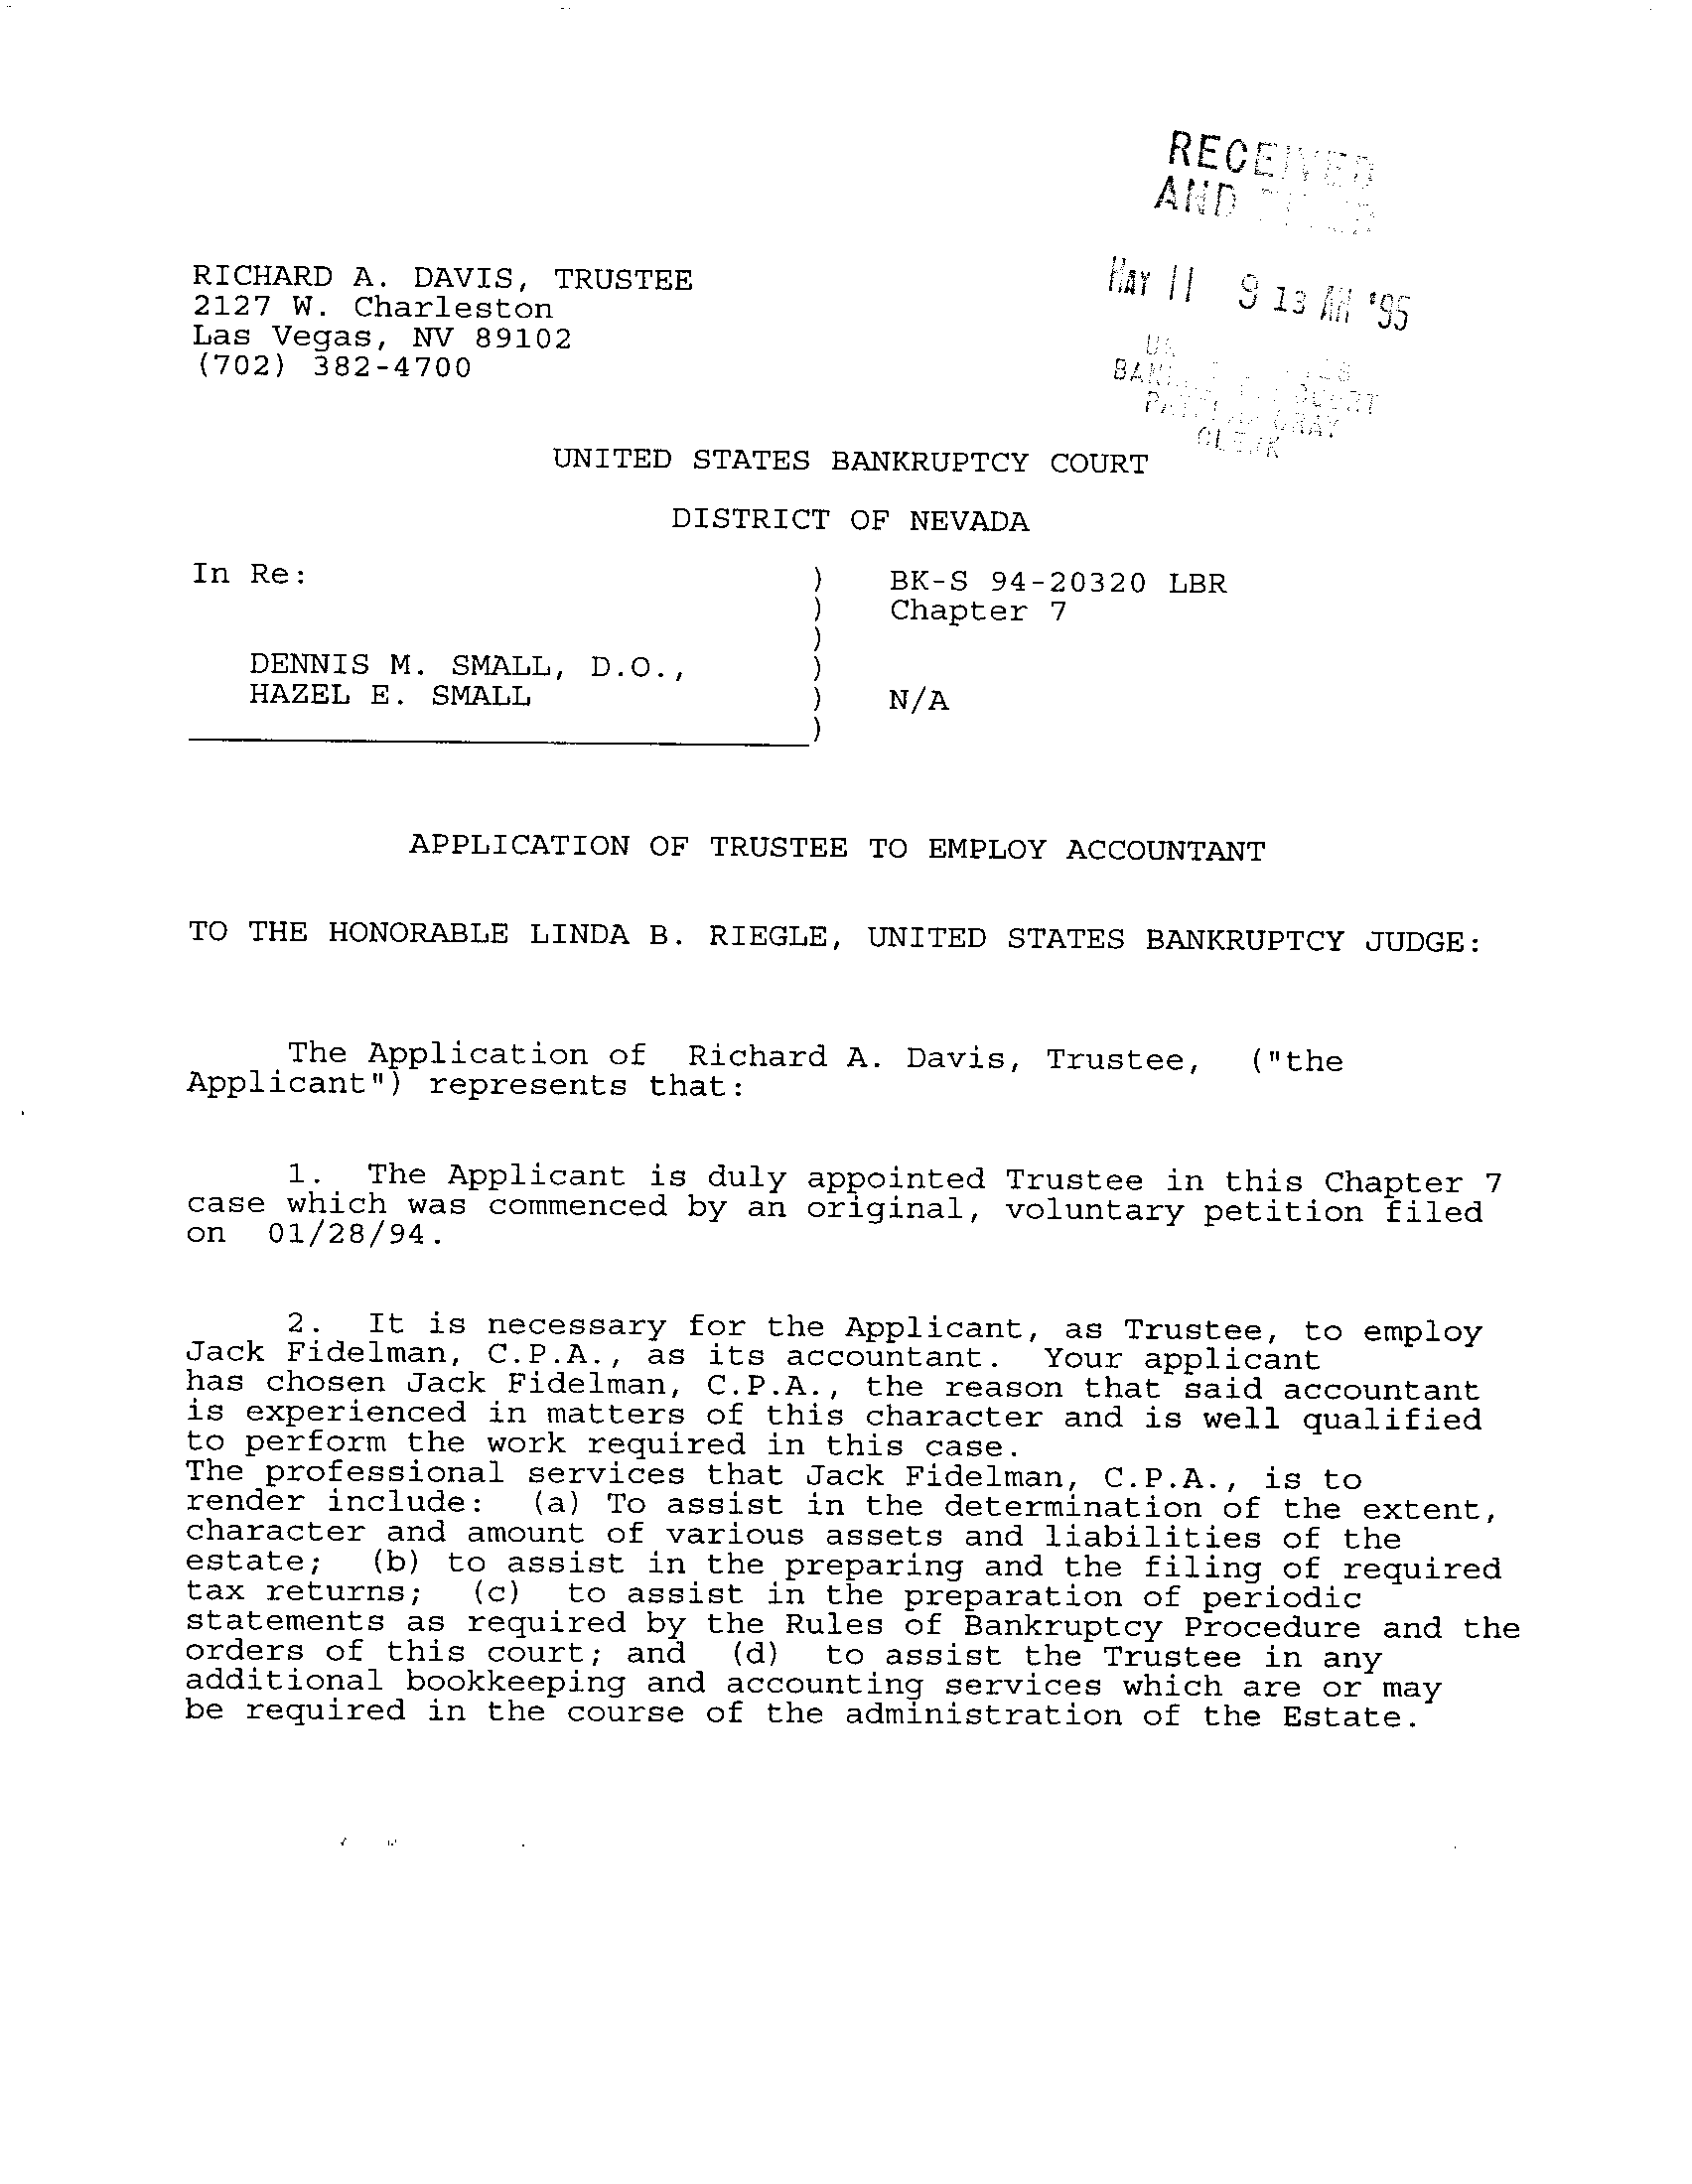 RECEIVED
AND
MAY 11 9 13 AM '95
CLERK
RICHARD A. DAVIS, TRUSTEE
2127 W. Charleston
Las Vegas, NV 89102
(702) 382-4700
UNITED STATES BANKRUPTCY COURT
DISTRICT OF NEVADA
In Re: ) BK-S 94-20320 LBR
) Chapter 7
)
DENNIS M. SMALL, D.O., )
HAZEL E. SMALL ) N/A
)
APPLICATION OF TRUSTEE TO EMPLOY ACCOUNTANT
TO THE HONORABLE LINDA B. RIEGLE, UNITED STATES BANKRUPTCY JUDGE:
The Application of Richard A. Davis, Trustee, ("the
Applicant") represents that:
1. The Applicant is duly appointed Trustee in this Chapter 7
case which was commenced by an original, voluntary petition filed
on 01/28/94.
2. It is necessary for the Applicant, as Trustee, to employ
Jack Fidelman, C.P.A., as its accountant. Your applicant
has chosen Jack Fidelman, C.P.A., the reason that said accountant
is experienced in matters of this character and is well qualified
to perform the work required in this case.
The professional services that Jack Fidelman, C.P.A., is to
render include: (a) To assist in the determination of the extent,
character and amount of various assets and liabilities of the
estate; (b) to assist in the preparing and the filing of required
tax returns; (c) to assist in the preparation of periodic
statements as required by the Rules of Bankruptcy Procedure and the
orders of this court; and (d) to assist the Trustee in any
additional bookkeeping and accounting services which are or may
be required in the course of the administration of the Estate.